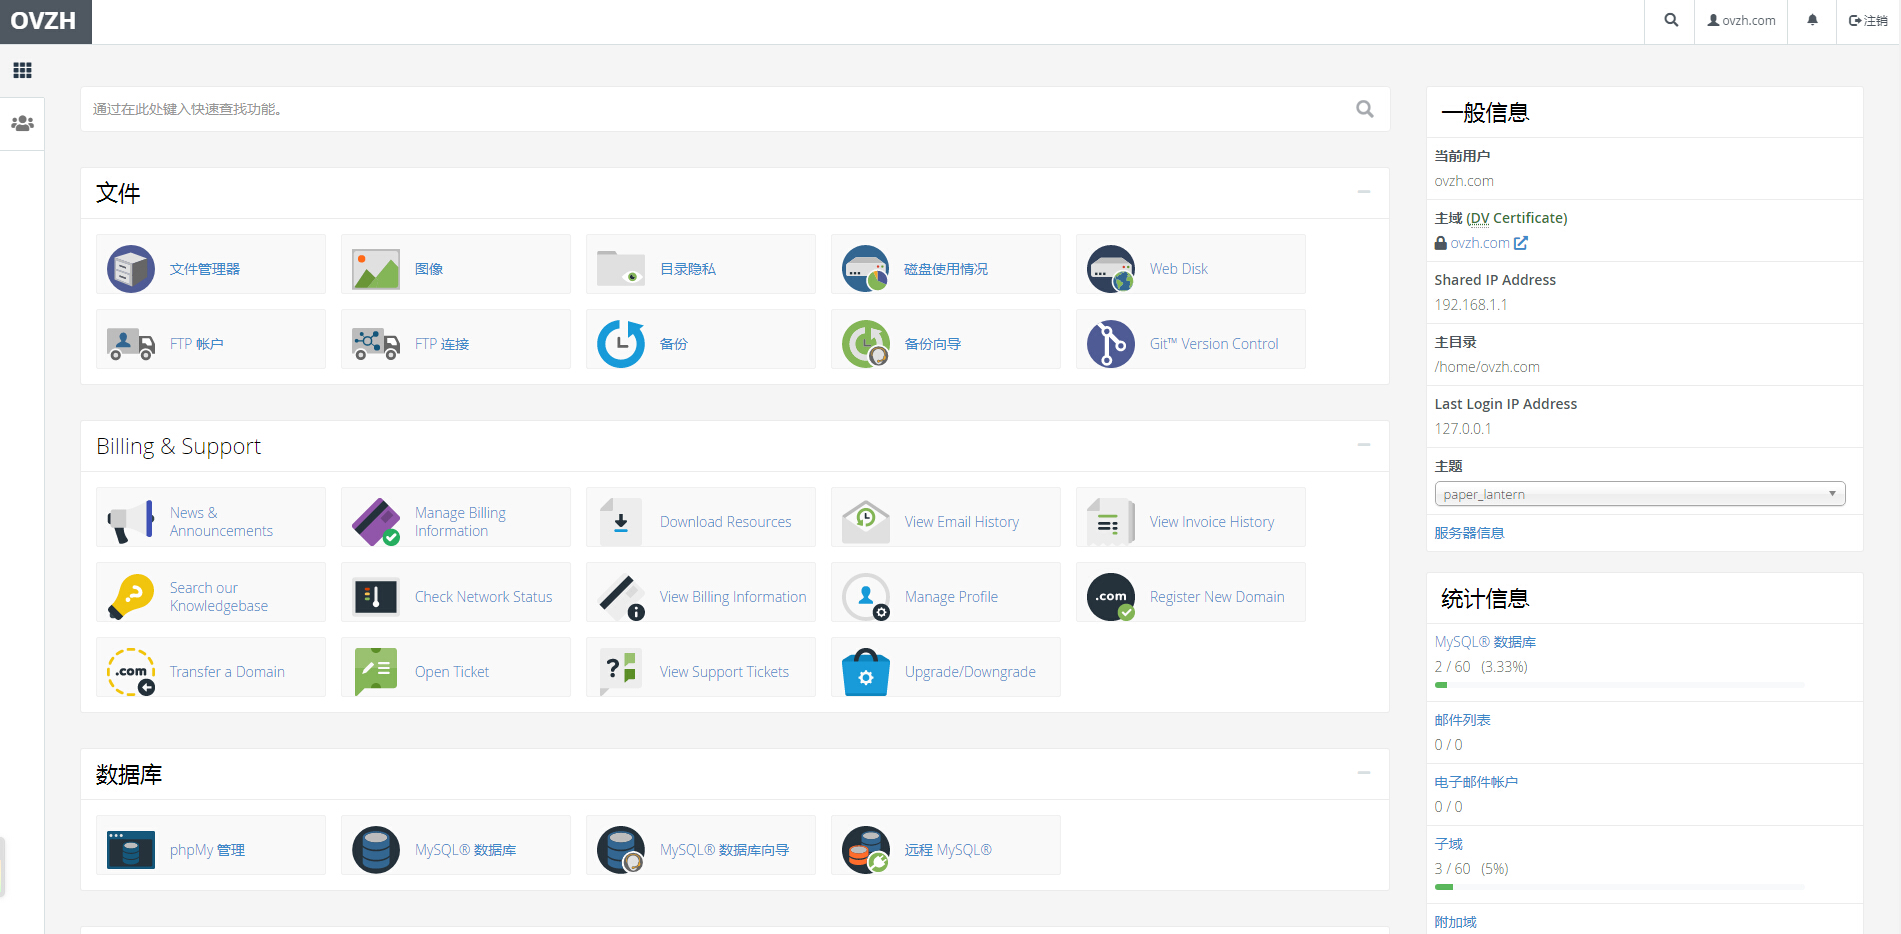 OVZH
ovzh.com
注销
通过在此处键入快速查找功能。
文件
文件管理器
图像
目录隐私
磁盘使用情况
Web Disk
FTP 帐户
FTP 连接
备份
备份向导
Git™ Version Control
Billing & Support
News &
Announcements
Manage Billing
Information
Download Resources
View Email History
View Invoice History
Search our
Knowledgebase
Check Network Status
View Billing Information
Manage Profile
.com
Register New Domain
.com
Transfer a Domain
Open Ticket
View Support Tickets
Upgrade/Downgrade
数据库
phpMy 管理
MySQL® 数据库
MySQL® 数据库向导
远程 MySQL®
一般信息
当前用户
ovzh.com
主域 (DV Certificate)
ovzh.com
Shared IP Address
192.168.1.1
主目录
/home/ovzh.com
Last Login IP Address
127.0.0.1
主题
paper_lantern
服务器信息
统计信息
MySQL® 数据库
2 / 60 (3.33%)
邮件列表
0 / 0
电子邮件帐户
0 / 0
子域
3 / 60 (5%)
附加域